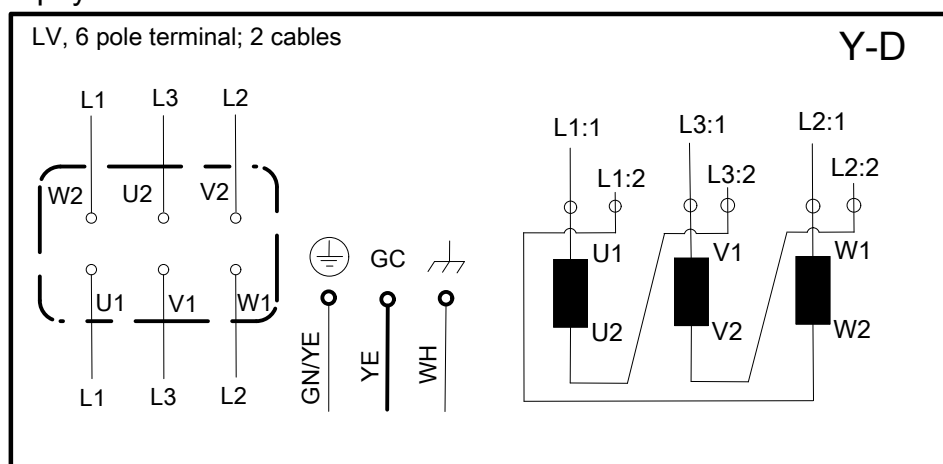 LV, 6 pole terminal; 2 cables
Y-D
L1 L3 L2
W2 U2 V2
U1 V1 W1
L1 L3 L2
GC
GN/YE
YE
WH
L1:1 L3:1 L2:1
L1:2 L3:2 L2:2
U1 V1 W1
U2 V2 W2